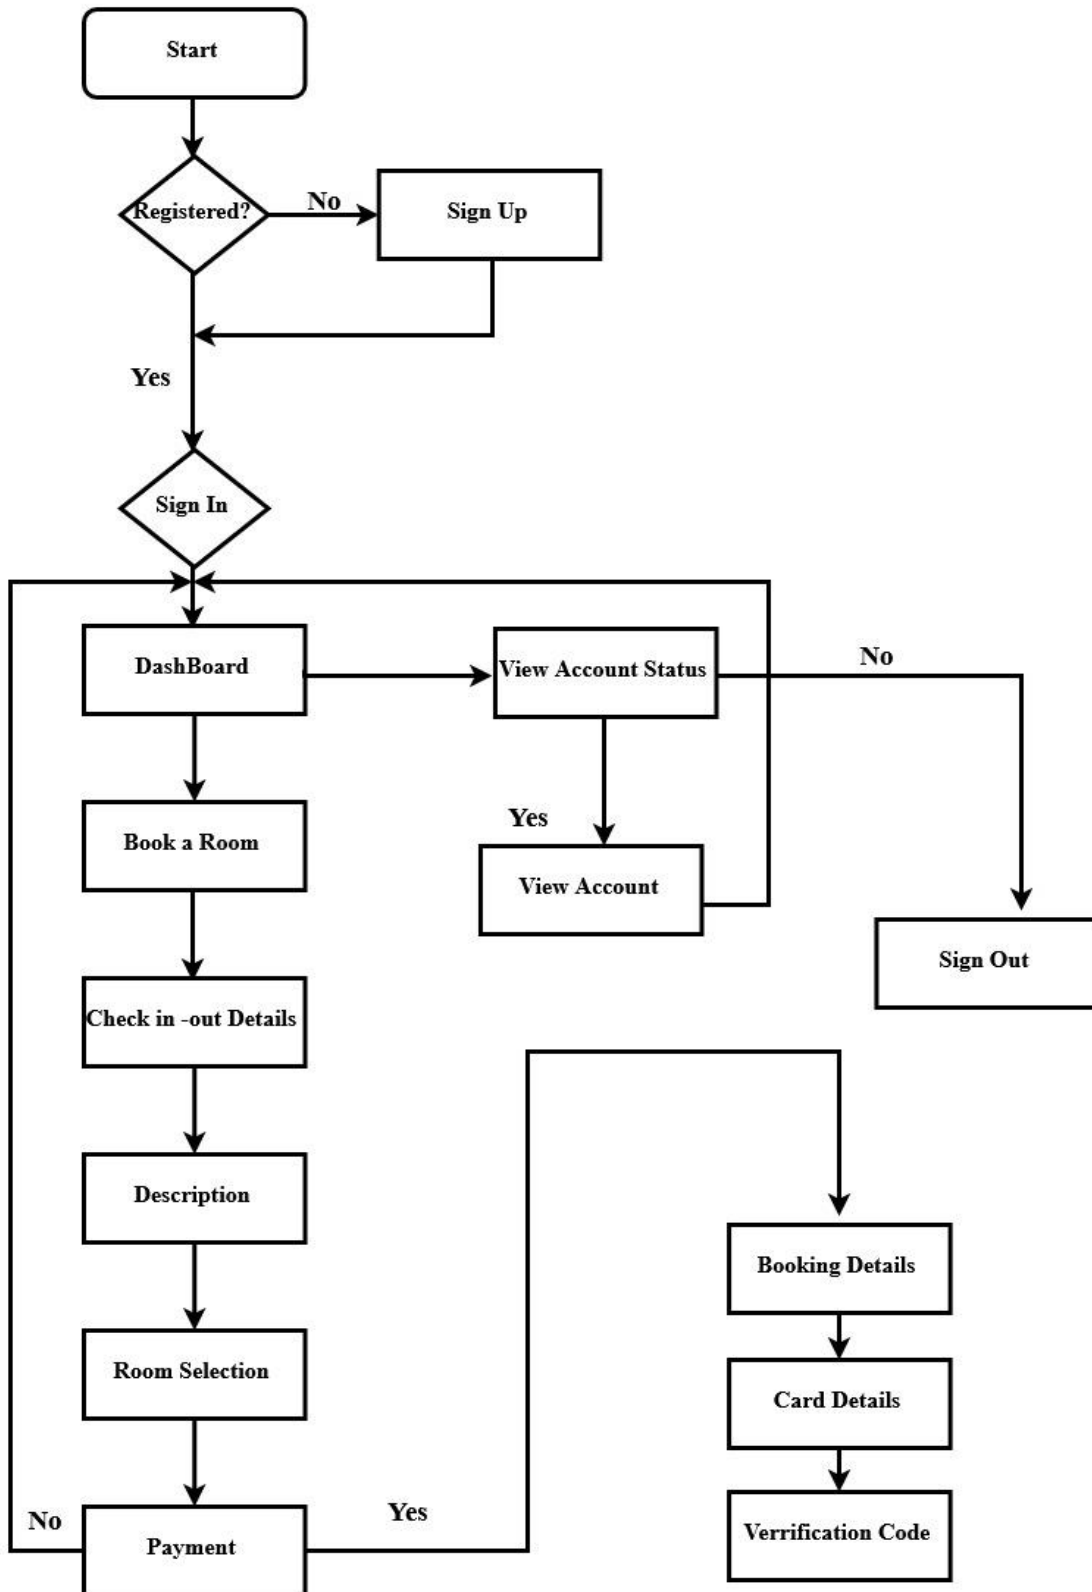 Start
Registered?
No
Sign Up
Yes
Sign In
DashBoard
View Account Status
No
Book a Room
Yes
View Account
Sign Out
Check in -out Details
Description
Booking Details
Room Selection
Card Details
No
Payment
Yes
Verrification Code